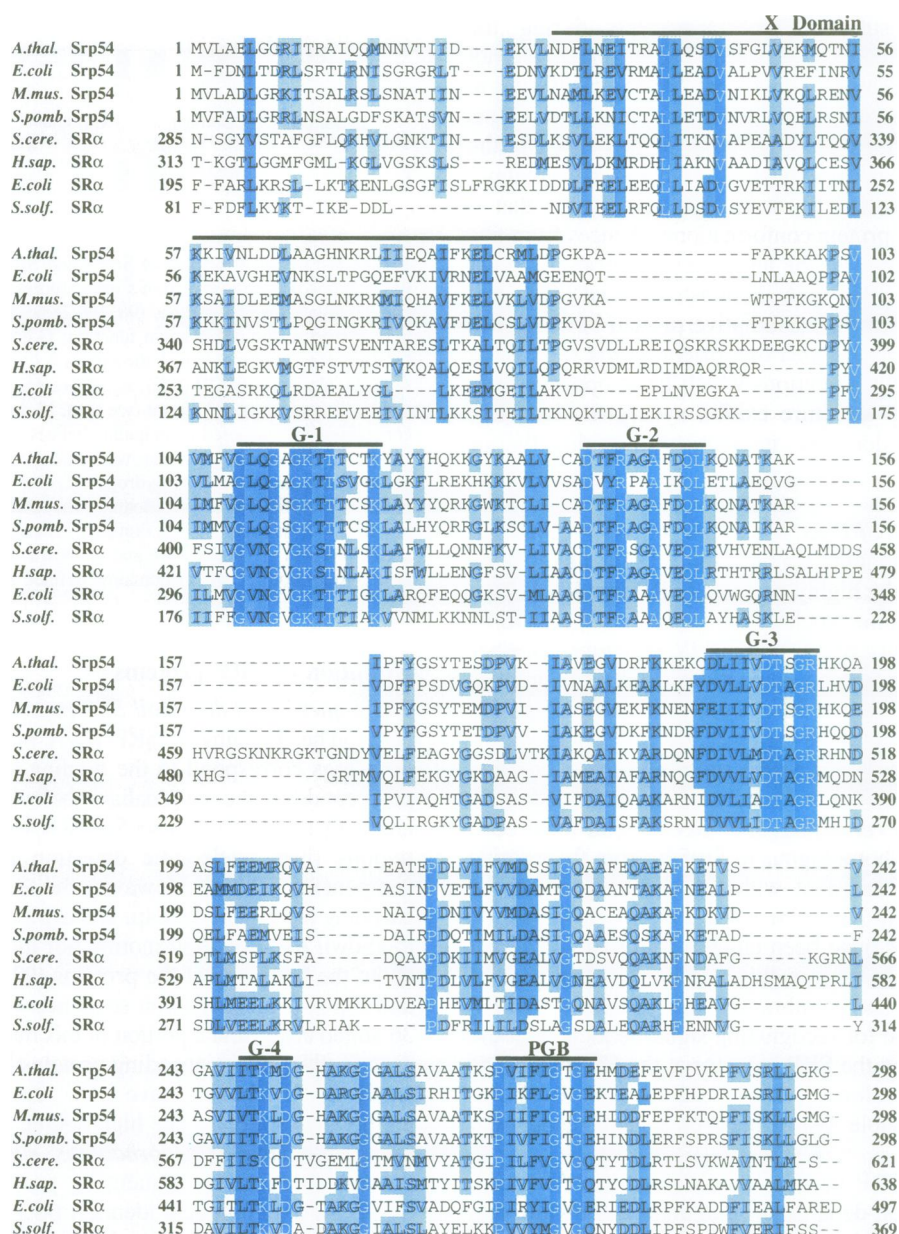 X Domain
A.thal. Srp54 1 MVLAELGGRITRAIQQMNNVTIID----EKVLNDFLNEITRALLQSDVSFGLVEKMQTNI 56
E.coli Srp54 1 M-FDNLTDRLSRTLRNISGRGRLT----EDNVKDTLREVRMALLEADVALPVVREFINRV 55
M.mus. Srp54 1 MVLADLGRKITSALRSLSNATIIN----EEVLNAMLKEVCTALLEADVNIKLVKQLRENV 56
S.pomb. Srp54 1 MVFADLGRRLNSALGDFSKATSVN----EELVDTLLKNICTALLETDVNVRLVQELRSNI 56
S.cere. SRα 285 N-SGYVSTAFGFLQKHVLGNKTIN----ESDLKSVLEKLTQQLITKNVAPEAADYLTQQV 339
H.sap. SRα 313 T-KGTLGGMFGML-KGLVGSKSLS----REDMESVLDKMRDHLIAKNVAADIAVQLCESV 366
E.coli SRα 195 F-FARLKRSLL-LKTKENLGSGFISLFRGKKIDDDLFEELEEQLLIADVGVETTRKIITNL 252
S.solf. SRα 81 F-FDFLKYKT-IKE-DDL-----------NDVIEELRFQLLDSDVSYEVTEKILEDL 123
A.thal. Srp54 57 KKIVNLDDLAAGHNKRLIIEQAIFKELCRMLDPGKPA-------------FAPKKAKPSV 103
E.coli Srp54 56 KEKAVGHEVNKSLTPGQEFVKIVRNELVAAMGEENQT-------------LNLAAQPPAV 102
M.mus. Srp54 57 KSAIDLEEMASGLNKRKMIQHAVFKELVKLVDPGVKA-------------WTPTKGKQNV 103
S.pomb. Srp54 57 KKKINVSTLPQGINGKRIVQKAVFDELCSLVDPKVDA-------------FTPKKGRPSV 103
S.cere. SRα 340 SHDLVGSKTANWTSVENTARESLTKALTQILTPGVSVDLLREIQSKRSKKDEEGKCDPYV 399
H.sap. SRα 367 ANKLEGKVMGTFSTVTSTVKQALQESLVQILQPQRRVDMLRDIMDAQRRQR------PYV 420
E.coli SRα 253 TEGASRKQLRDAEALYGL---LKEEMGEILAKVD-----EPLNVEGKA------PFV 295
S.solf. SRα 124 KNNLIGKKVSRREEVEEIVINTLKKSITEILTKNQKTDLIEKIRSSGKK------PFV 175
G-1 G-2
A.thal. Srp54 104 VMFVGLQGAGKTTTCTKYAYYHQKKGYKAALV-CADTFRAGAFDQLKQNATKAK------ 156
E.coli Srp54 103 VLMAGLQGAGKTTSVGKLGKFLREKHKKKVLVVSADVYRPAAIKQLETLAEQVG------ 156
M.mus. Srp54 104 IMFVGLQGSGKTTTCSKLAYYYQRKGWKTCLI-CADTFRAGAFDQLKQNATKAR------ 156
S.pomb. Srp54 104 IMMVGLQGSGKTTTCSKLALHYQRRGLKSCLV-AADTFRAGAFDQLKQNAIKAR------ 156
S.cere. SRα 400 FSIVGVNGVGKSTNLSKLAFWLLQNNFKV-LIVACDTFRSGAVEQLRVHVENLAQLMDDS 458
H.sap. SRα 421 VTFCGVNGVGKSTNLAKISFWLLENGFSV-LIAACDTFRAGAVEQLRTHTRRLSALHPPE 479
E.coli SRα 296 ILMVGVNGVGKTTTIGKLARQFEQQGKSV-MLAAGDTFRAAAVEQLQVWGQRNN------ 348
S.solf. SRα 176 IIFFGVNGVGKTTTIAKVVNMLKKNNLST-IIAASDTFRAAAQEQLAYHASKLE------ 228
G-3
A.thal. Srp54 157 ---------------IPFYGSYTESDPVK--IAVEGVDRFKKEKCDLIIIVDTSGRHKQA 198
E.coli Srp54 157 ---------------VDFFPSDVGQKPVD--IVNAALKEAKLKFYDVLLVDTAGRLHVD 198
M.mus. Srp54 157 ---------------IPFYGSYTEMDPVI--IASEGVEKFKNENFEIIIVDTSGRHKQE 198
S.pomb. Srp54 157 ---------------VPFYGSYTETDPVV--IAKEGVDKFKNDRFDVIIVDTSGRHQQD 198
S.cere. SRα 459 HVRGSKNKRGKTGNDYVELFEAGYGGSDLVTKIAKQAIKYARDQNFDIVLMDTAGRRHND 518
H.sap. SRα 480 KHG--------GRTMVQLFEKGYGKDAAG--IAMEAIAFARNQGFDVVLVDTAGRMQDN 528
E.coli SRα 349 ---------------IPVIAQHTGADSAS--VIFDAIQAAKARNIDVLIADTAGRLQNK 390
S.solf. SRα 229 ---------------VQLIRGKYGADPAS--VAFDAISFAKSRNIDVVLIDTAGRMHID 270
A.thal. Srp54 199 ASLFEEMRQVA------EATEPDLVIFVMDSSIGQAAFEQAEAFKETVS-------V 242
E.coli Srp54 198 EAMMDEIKQVH------ASINPVETLFVVDAMTGQDAANTAKAFNEALP-------L 242
M.mus. Srp54 199 DSLFEERLQVS------NAIQPDNIVYVMDASIGQACEAQAKAFKDKVD-------V 242
S.pomb. Srp54 199 QELFAEMVEIS------DAIRPDQTIMILDASIGQAAESQSKAFKETAD-------F 242
S.cere. SRα 519 PTLMSPLKSFA------DQAKPDKIIMVGEALVGTDSVQQAKNFNDAFG----KGRNL 566
H.sap. SRα 529 APLMTALAKLI------TVNTPDLVLFVGEALVGNEAVDQLVKFNRALADHSMAQTPRLI 582
E.coli SRα 391 SHLMEELKKIVRVMKKLDVEAPHEVMLTIDASTGQNAVSQAKLFHEAVG-------L 440
S.solf. SRα 271 SDLVEELKRVLRIAK-----PDFRILILDSLAGSDALEQARHFENNVG-------Y 314
G-4 PGB
A.thal. Srp54 243 GAVIITKMDG-HAKGGGALSAVAATKSPVIFIGTGEHMDEFEVFDVKPFVSRLLGKG- 298
E.coli Srp54 243 TGVVLTKVDG-DARGGAALSIRHITGKPIKFLGVGEKTEALEPFHPDRIASRILGMG- 298
M.mus. Srp54 243 ASVIVTKLDG-HAKGGGALSAVAATKSPIIFIGTGEHIDDFEPFKTQPFISKLLGMG- 298
S.pomb. Srp54 243 GAVIITKLDG-HAKGGGALSAVAATKTPIVFIGTGEHINDLERFSPRSFISKLLGLG- 298
S.cere. SRα 567 DFFIISKCDTVGEMLGTMVNMVYATGIPILFVGVGQTYTDLRTLSVKWAVNTLM-S-- 621
H.sap. SRα 583 DGIVLTKFDTIDDKVGAAISMTYITSKPIVFVGTGQTYCDLRSLNAKAVVAALMKA-- 638
E.coli SRα 441 TGITLTKLDG-TAKGGVIFSVADQFGIPIRYIGVGERIEDLRPFKADDFIEALFARED 497
S.solf. SRα 315 DAVILTKVDA-DAKGGIALSLAYELKKPVVYMGVGQNYDDLIPFSPDWFVERIFSS-- 369